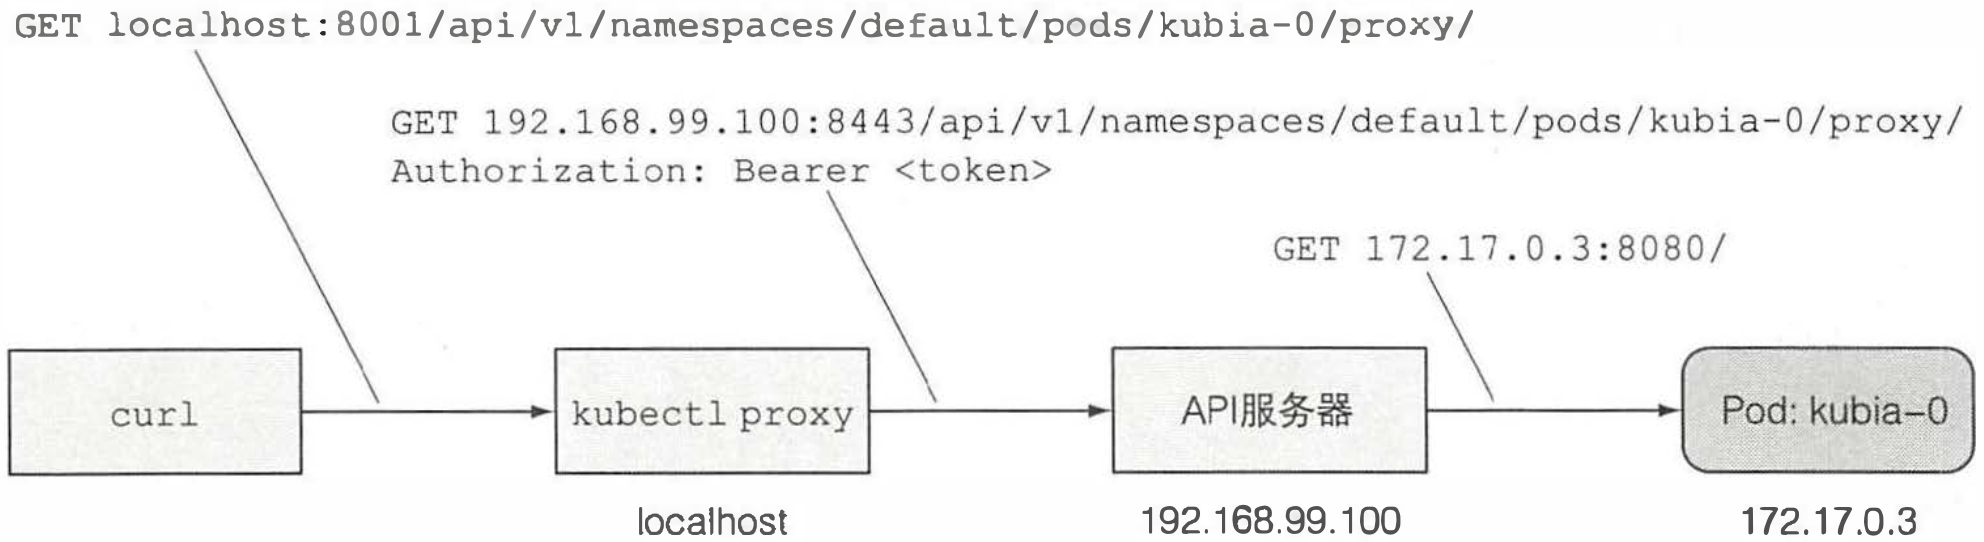 GET localhost:8001/api/v1/namespaces/default/pods/kubia-0/proxy/
GET 192.168.99.100:8443/api/v1/namespaces/default/pods/kubia-0/proxy/
Authorization: Bearer <token>
GET 172.17.0.3:8080/
curl
kubectl proxy
API服务器
Pod: kubia–0
localhost
192.168.99.100
172.17.0.3